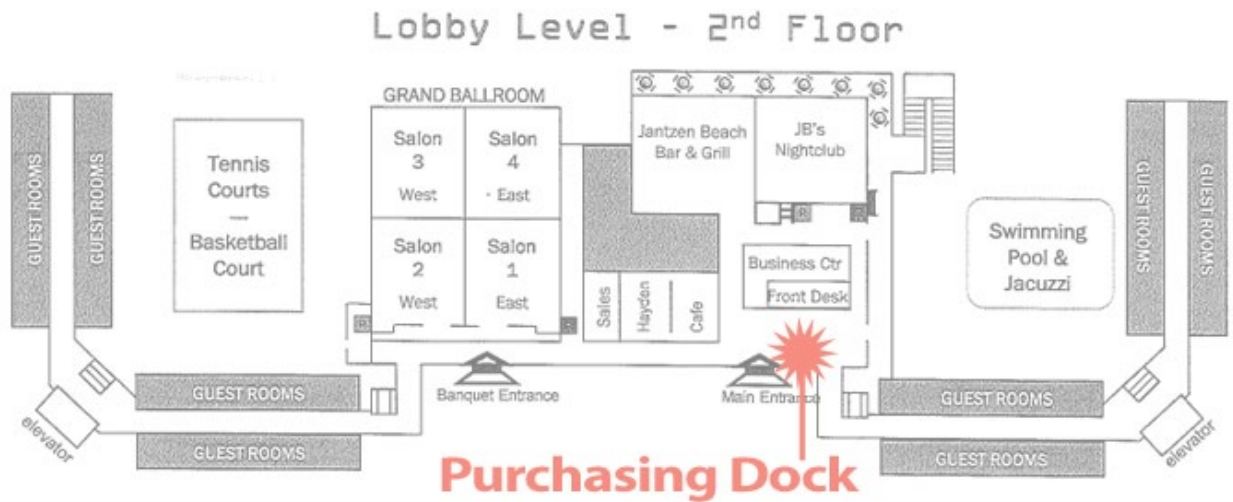 Lobby Level - 2nd Floor
GRAND BALLROOM
Salon
3
West
Salon
4
- East
Salon
2
West
Salon
1
East
Jantzen Beach
Bar & Grill
JB's
Nightclub
Tennis
Courts
—
Basketball
Court
GUEST ROOMS
GUEST ROOMS
Swimming
Pool &
Jacuzzi
GUEST ROOMS
GUEST ROOMS
Business Ctr
Front Desk
Sales
Hayden
Cafe
R
R
R
R
Banquet Entrance
Main Entrance
GUEST ROOMS
GUEST ROOMS
GUEST ROOMS
GUEST ROOMS
elevator
elevator
Purchasing Dock